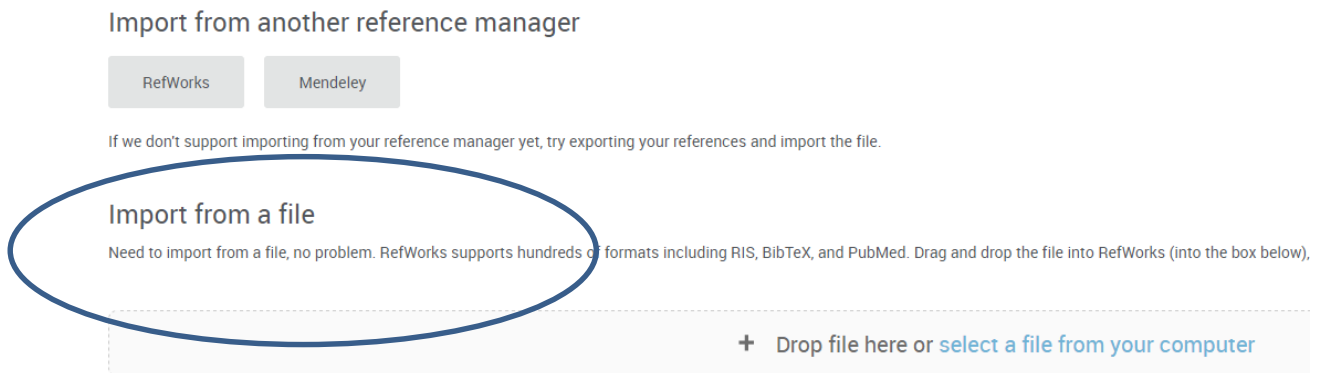 Import from another reference manager
RefWorks Mendeley
If we don't support importing from your reference manager yet, try exporting your references and import the file.
Import from a file
Need to import from a file, no problem. RefWorks supports hundreds of formats including RIS, BibTeX, and PubMed. Drag and drop the file into RefWorks (into the box below),
+ Drop file here or select a file from your computer